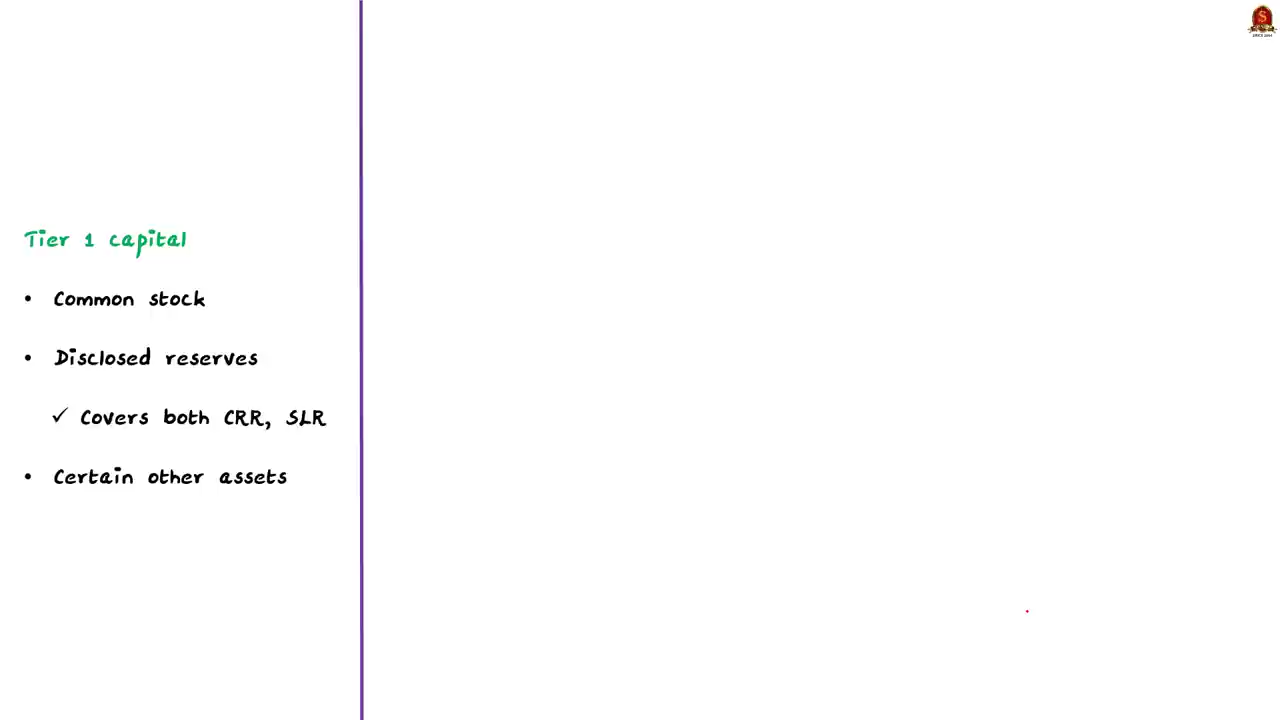 Tier 1 capital
• Common stock
• Disclosed reserves
✓ Covers both CRR, SLR
• Certain other assets